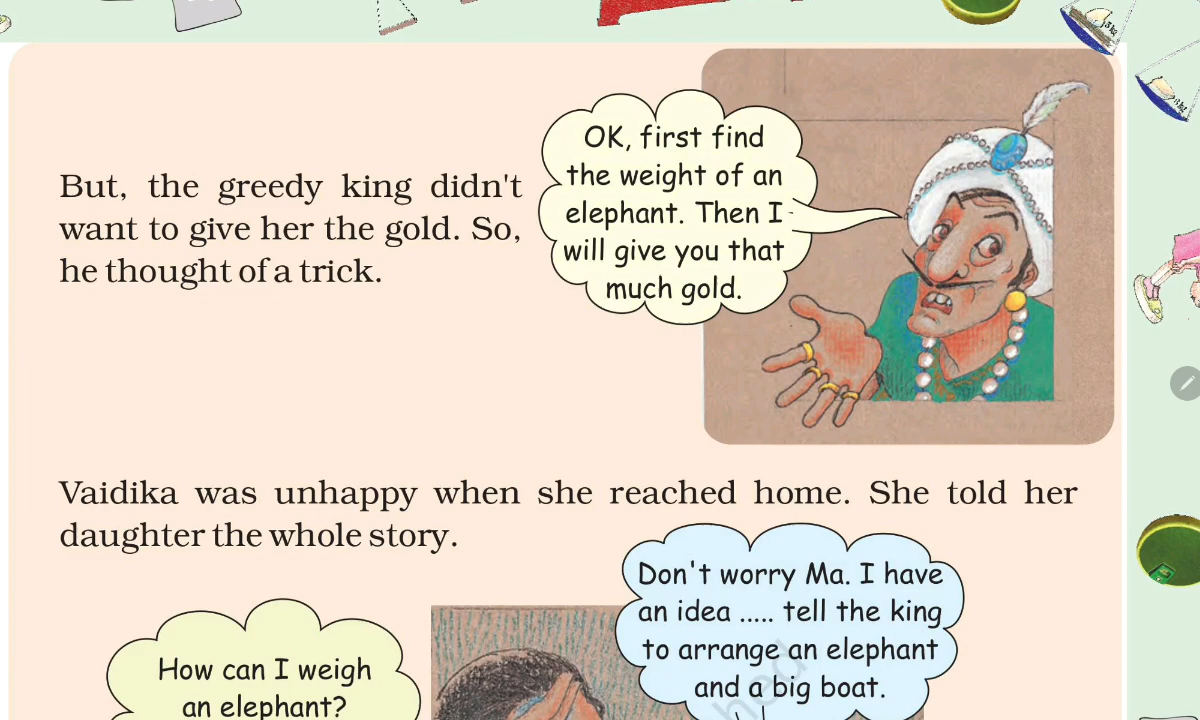 But, the greedy king didn't
want to give her the gold. So,
he thought of a trick.
OK, first find
the weight of an
elephant. Then I
will give you that
much gold.
Vaidika was unhappy when she reached home. She told her
daughter the whole story.
Don't worry Ma. I have
an idea ..... tell the king
to arrange an elephant
and a big boat.
How can I weigh
an elephant?